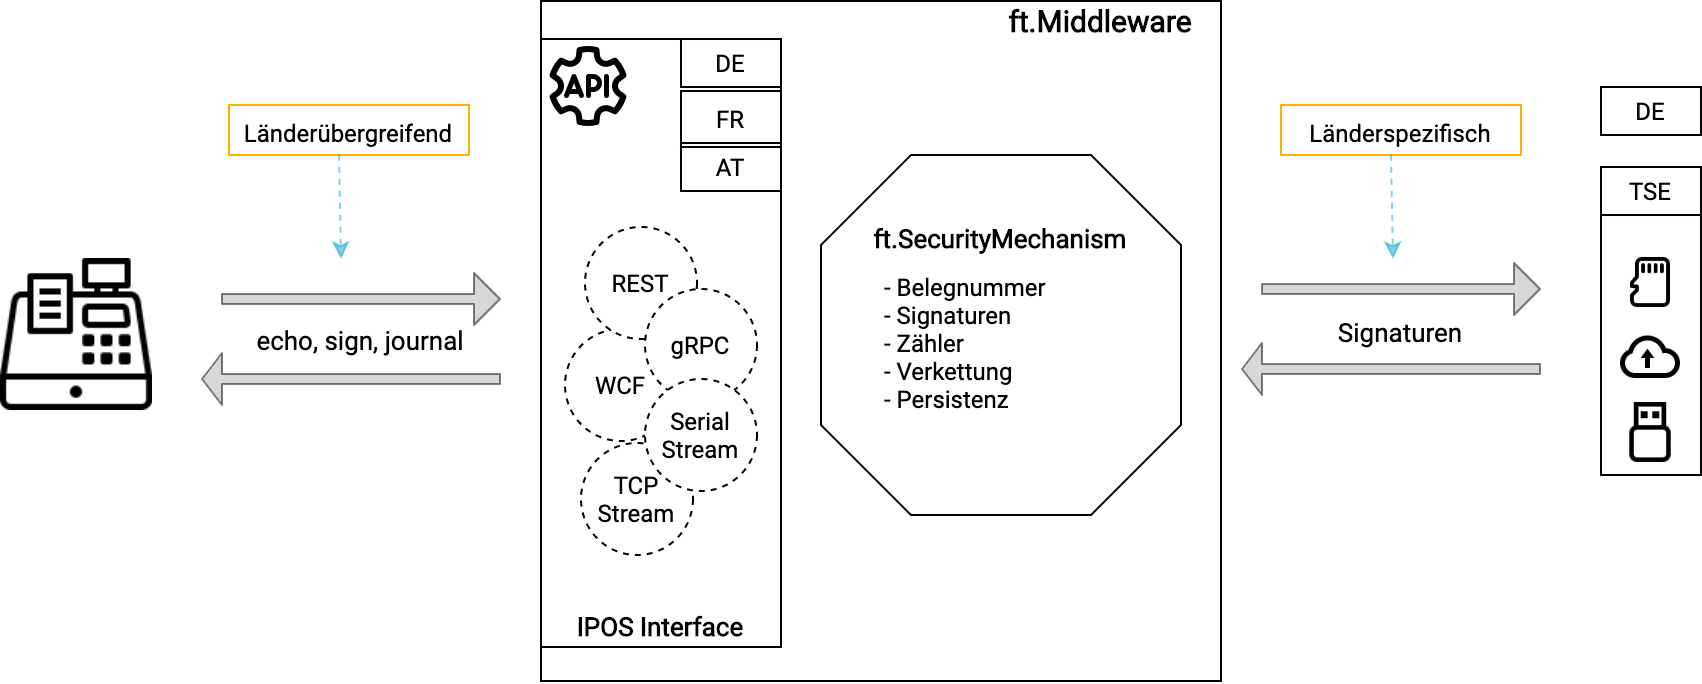 ft.Middleware
API
DE
FR
AT
Länderübergreifend
echo, sign, journal
REST
gRPC
WCF
Serial
Stream
TCP
Stream
IPOS Interface
ft.SecurityMechanism
- Belegnummer
- Signaturen
- Zähler
- Verkettung
- Persistenz
Länderspezifisch
Signaturen
DE
TSE